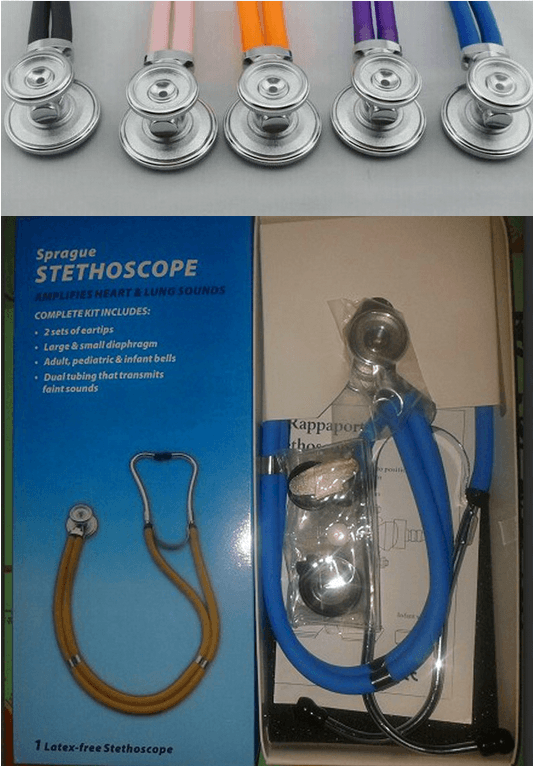 Sprague
STETHOSCOPE
AMPLIFIES HEART & LUNG SOUNDS
COMPLETE KIT INCLUDES:
• 2 sets of eartips
• Large & small diaphragm
• Adult, pediatric & infant bells
• Dual tubing that transmits
faint sounds
1 Latex-free Stethoscope
Rappapor